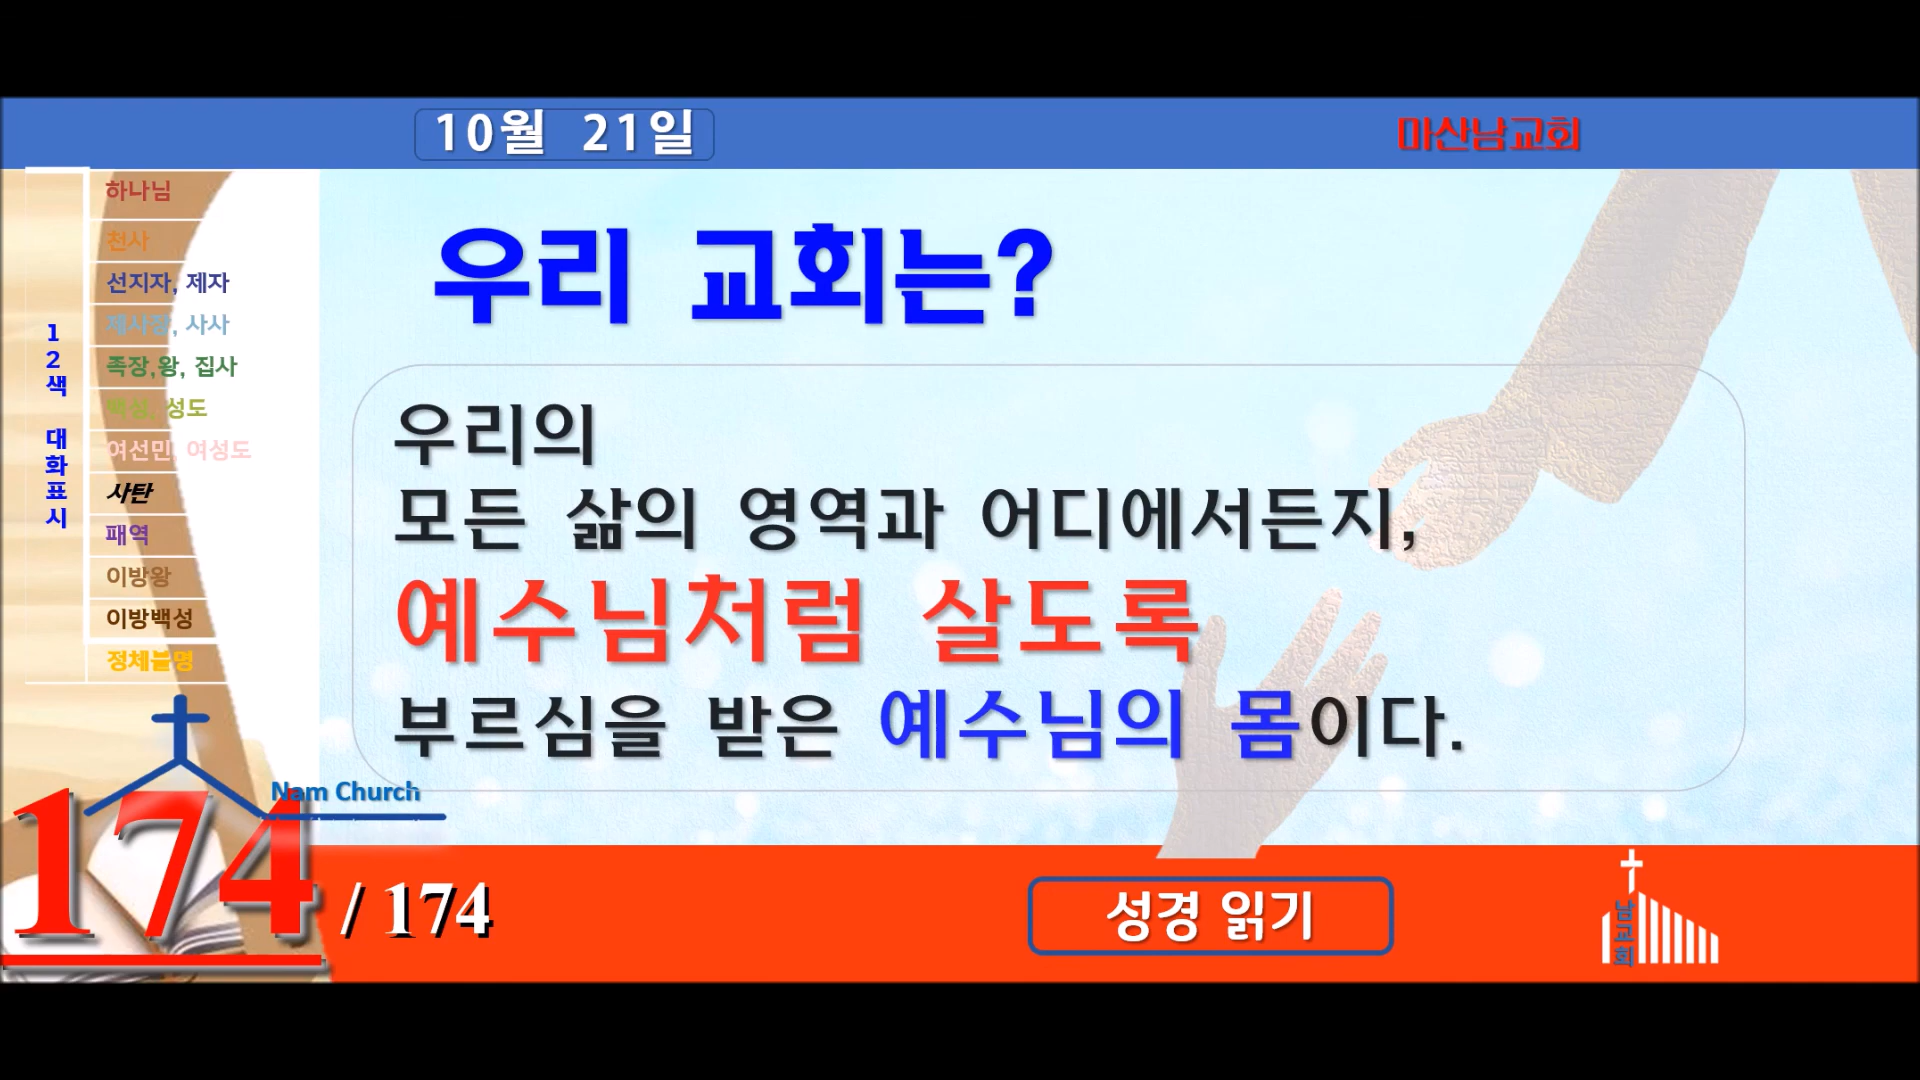 10월 21일
마산남교회
12색 대화표시
하나님
천사
선지자, 제자
제사장, 사사
족장,왕, 집사
백성, 성도
여선민, 여성도
사탄
패역
이방왕
이방백성
정체불명
우리 교회는?
우리의
모든 삶의 영역과 어디에서든지,
예수님처럼 살도록
부르심을 받은 예수님의 몸이다.
Nam Church
174 / 174
성경 읽기
남교회